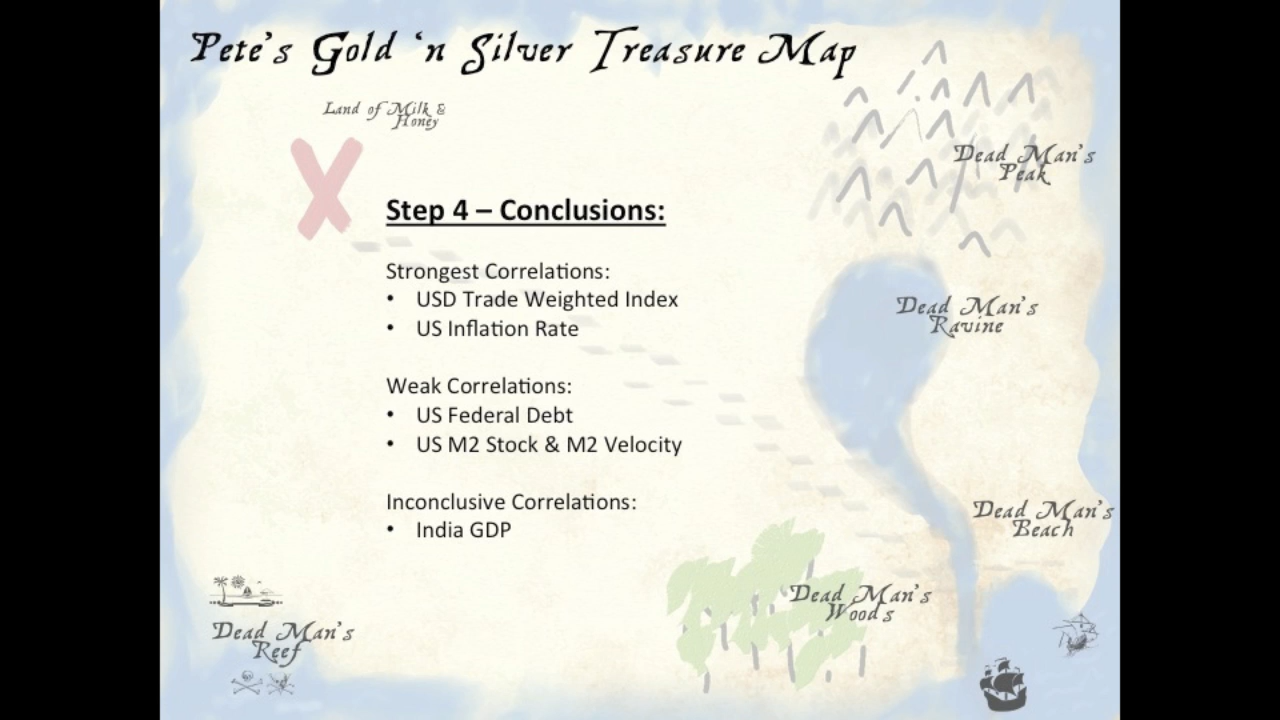 Pete's Gold 'n Silver Treasure Map
Land of Milk &
Honey
Dead Man's
Peak
Step 4 – Conclusions:
Strongest Correlations:
• USD Trade Weighted Index
• US Inflation Rate
Dead Man's
Ravine
Weak Correlations:
• US Federal Debt
• US M2 Stock & M2 Velocity
Inconclusive Correlations:
• India GDP
Dead Man's
Beach
Dead Man's
Woods
Dead Man's
Reef